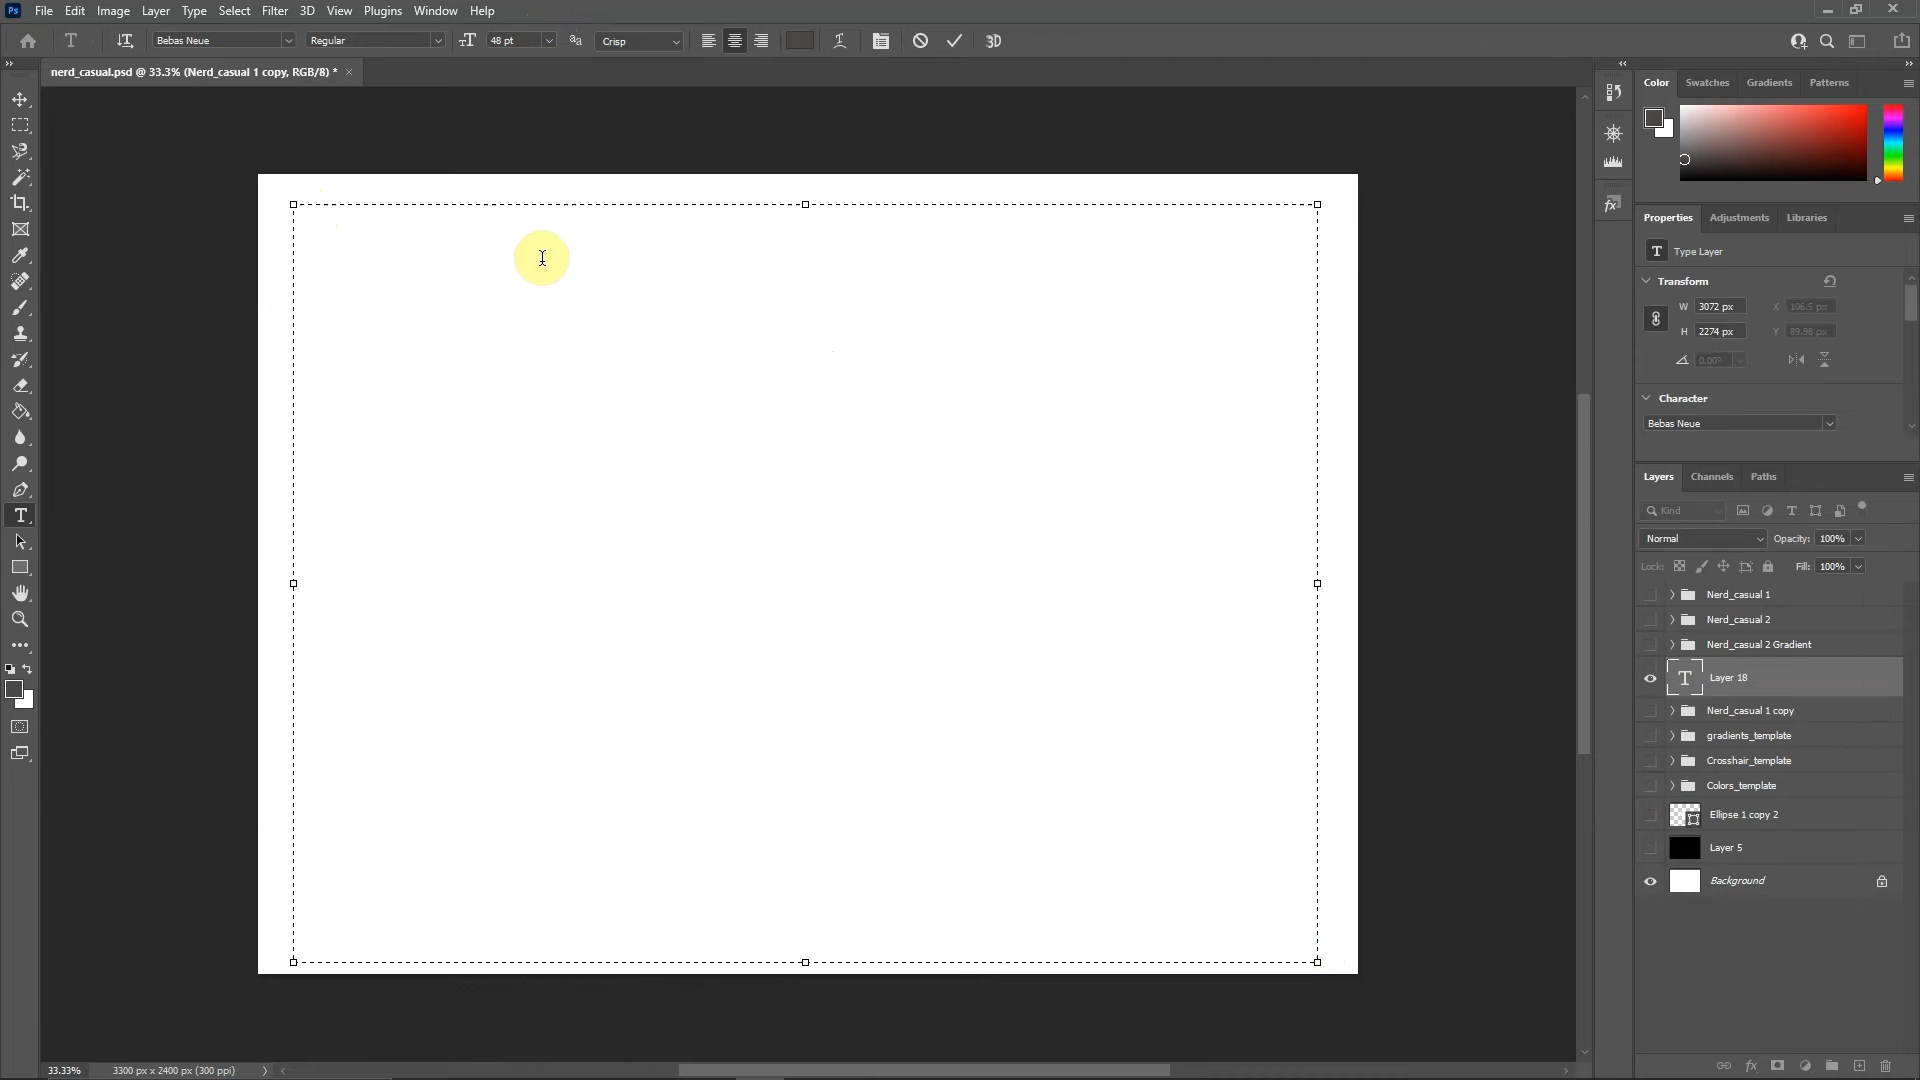 Ps File Edit Image Layer Type Select Filter 3D View Plugins Window Help
Bebas Neue Regular 48 pt Crisp 3D
nerd_casual.psd @ 33.3% (Nerd_casual 1 copy, RGB/8) *
Color Swatches Gradients Patterns
Properties Adjustments Libraries
T Type Layer
Transform
W 3072 px X 106.5 px
H 2274 px Y 89.98 px
0.00°
Character
Bebas Neue
Layers Channels Paths
Kind
Normal Opacity: 100%
Lock: Fill: 100%
Nerd_casual 1
Nerd_casual 2
Nerd_casual 2 Gradient
T Layer 18
Nerd_casual 1 copy
gradients_template
Crosshair_template
Colors_template
Ellipse 1 copy 2
Layer 5
Background
33.33% 3300 px x 2400 px (300 ppi)